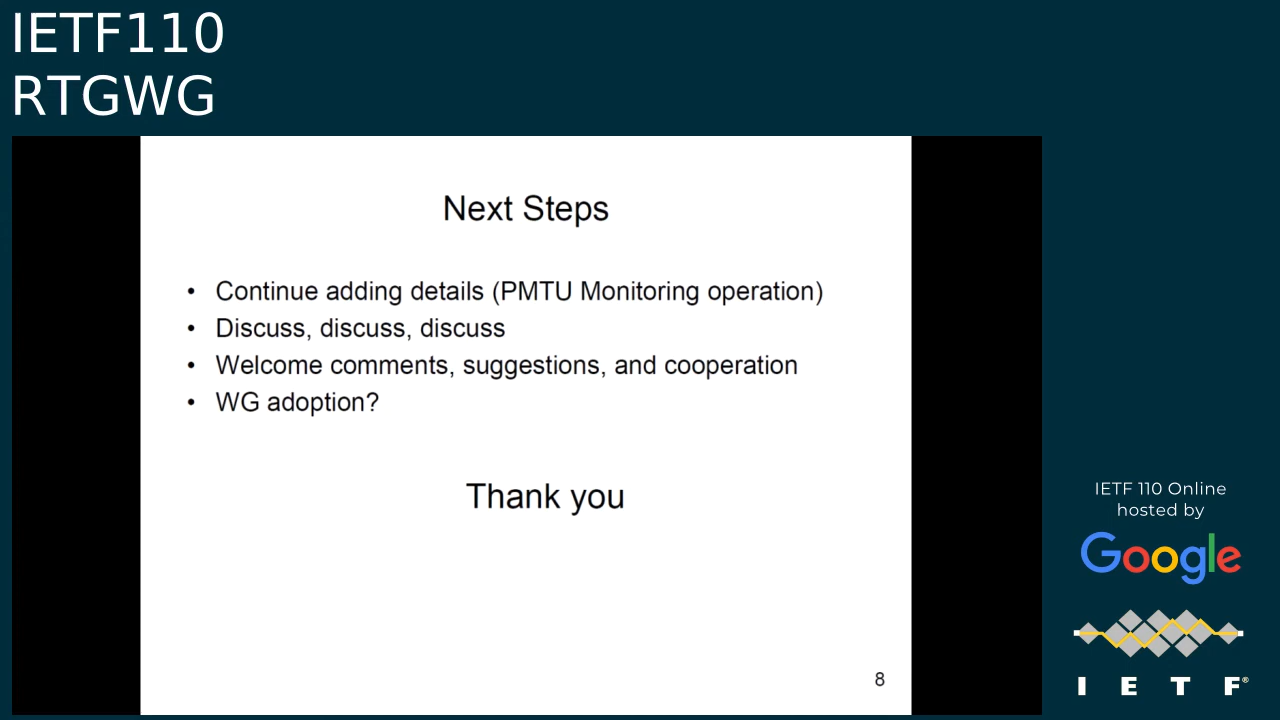 IETF110
RTGWG
Next Steps
• Continue adding details (PMTU Monitoring operation)
• Discuss, discuss, discuss
• Welcome comments, suggestions, and cooperation
• WG adoption?
Thank you
8
IETF 110 Online
hosted by
Google
I E T F®